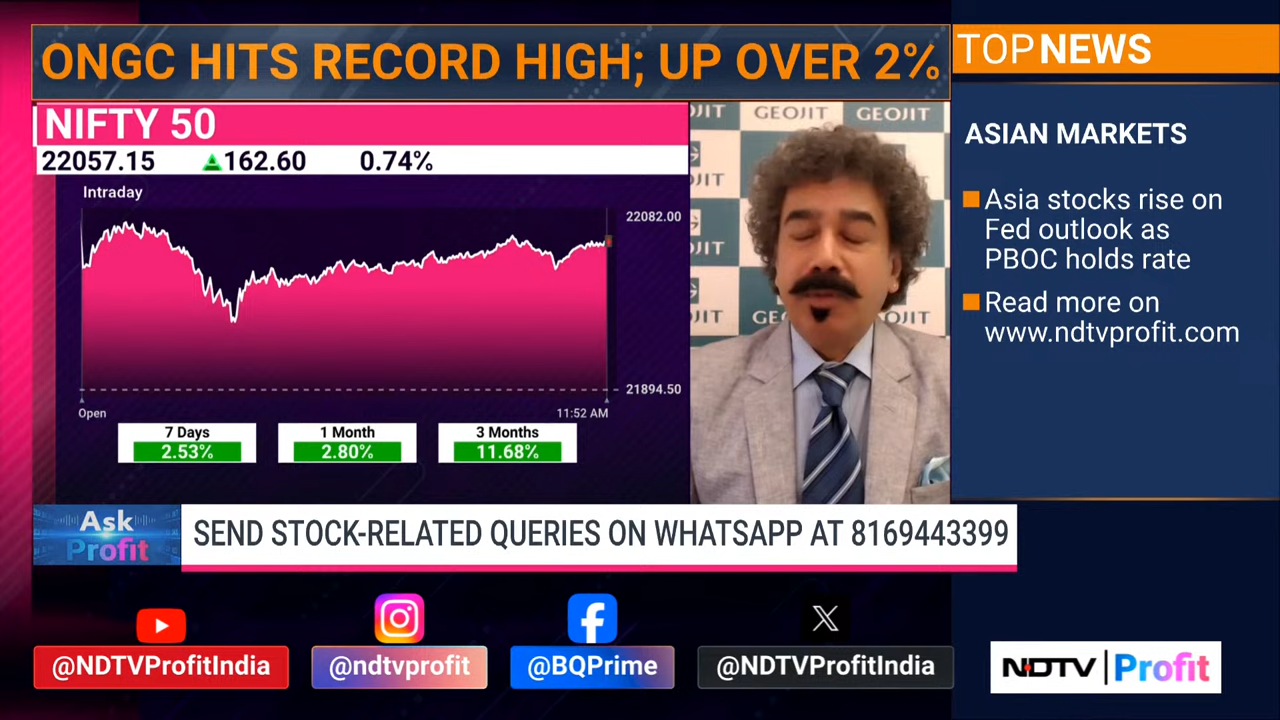 ONGC HITS RECORD HIGH; UP OVER 2%
TOP NEWS
NIFTY 50
22057.15 ▲162.60 0.74%
Intraday
22082.00
21894.50
Open
11:52 AM
7 Days
2.53%
1 Month
2.80%
3 Months
11.68%
GEOJIT GEOJIT
ASIAN MARKETS
Asia stocks rise on
Fed outlook as
PBOC holds rate
Read more on
www.ndtvprofit.com
Ask
Profit
SEND STOCK-RELATED QUERIES ON WHATSAPP AT 8169443399
@NDTVProfitIndia
@ndtvprofit
@BQPrime
@NDTVProfitIndia
NDTV Profit